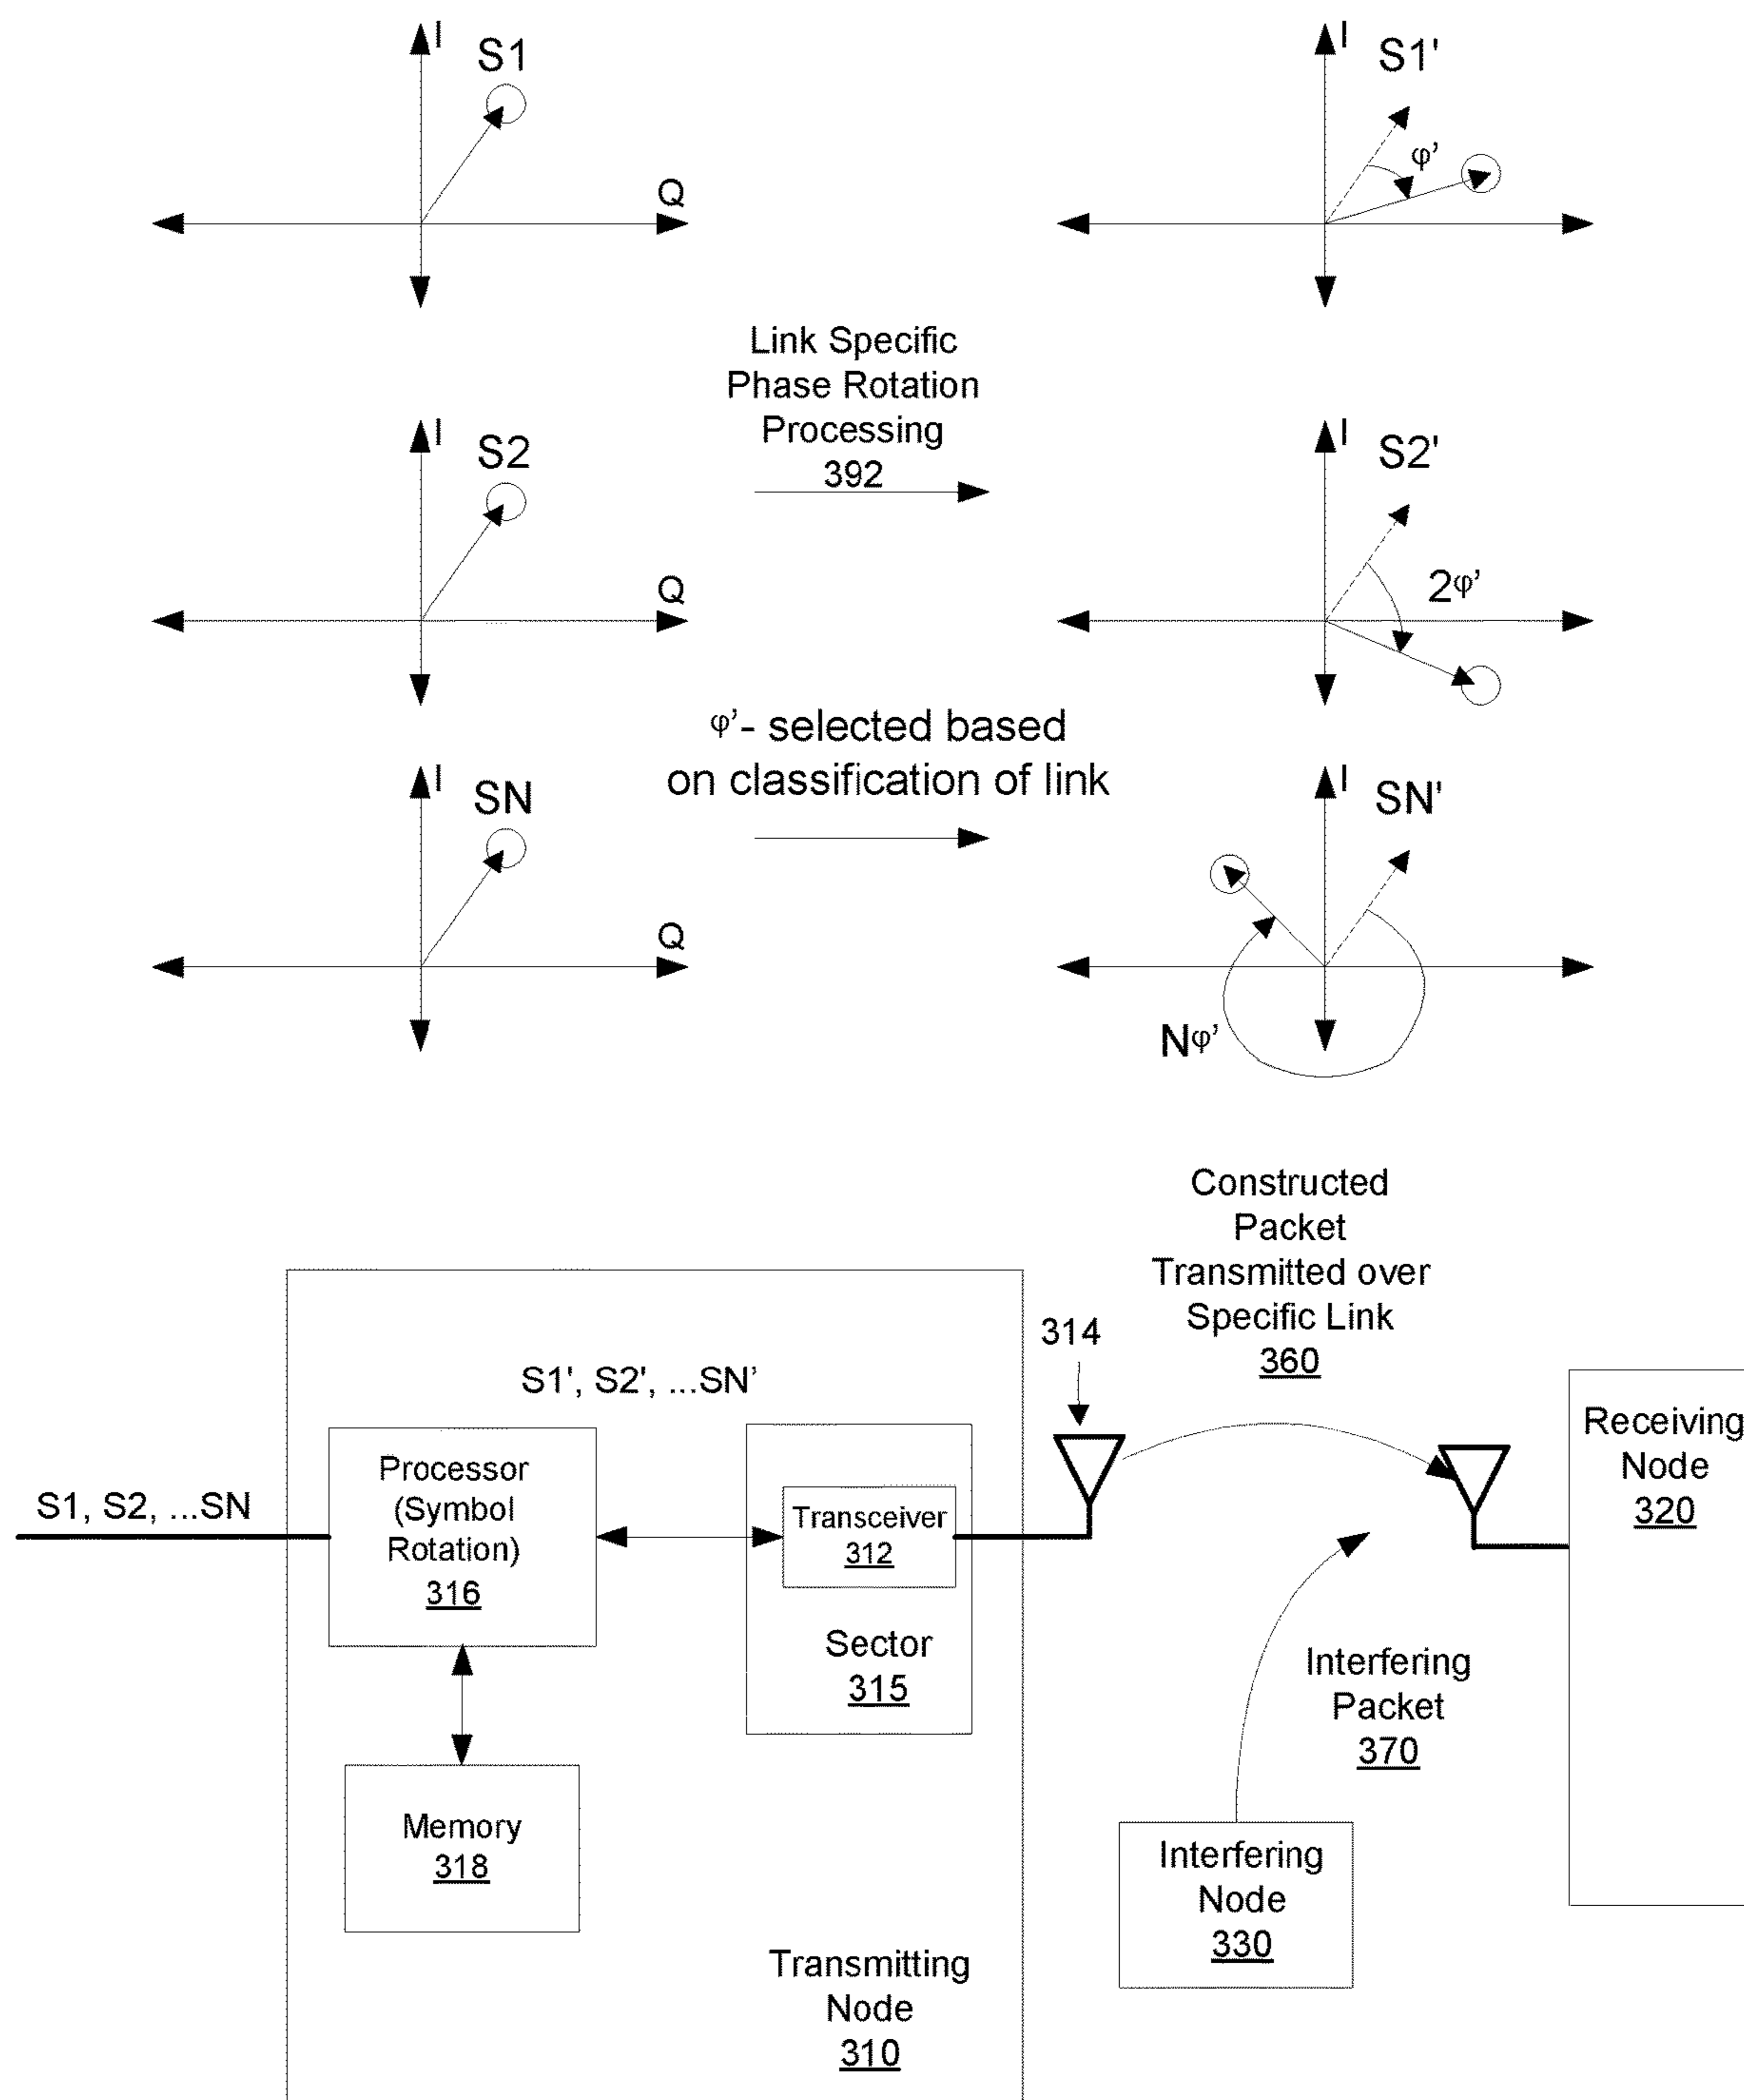 I
S1
Q
I
S1'
φ'
Link Specific
Phase Rotation
Processing
392
I
S2
Q
I
S2'
2φ'
φ'- selected based
on classification of link
I
SN
Q
I
SN'
Nφ'
Constructed
Packet
Transmitted over
Specific Link
360
314
S1', S2', ...SN'
S1, S2, ...SN
Processor
(Symbol
Rotation)
316
Transceiver
312
Sector
315
Receiving
Node
320
Interfering
Packet
370
Memory
318
Interfering
Node
330
Transmitting
Node
310